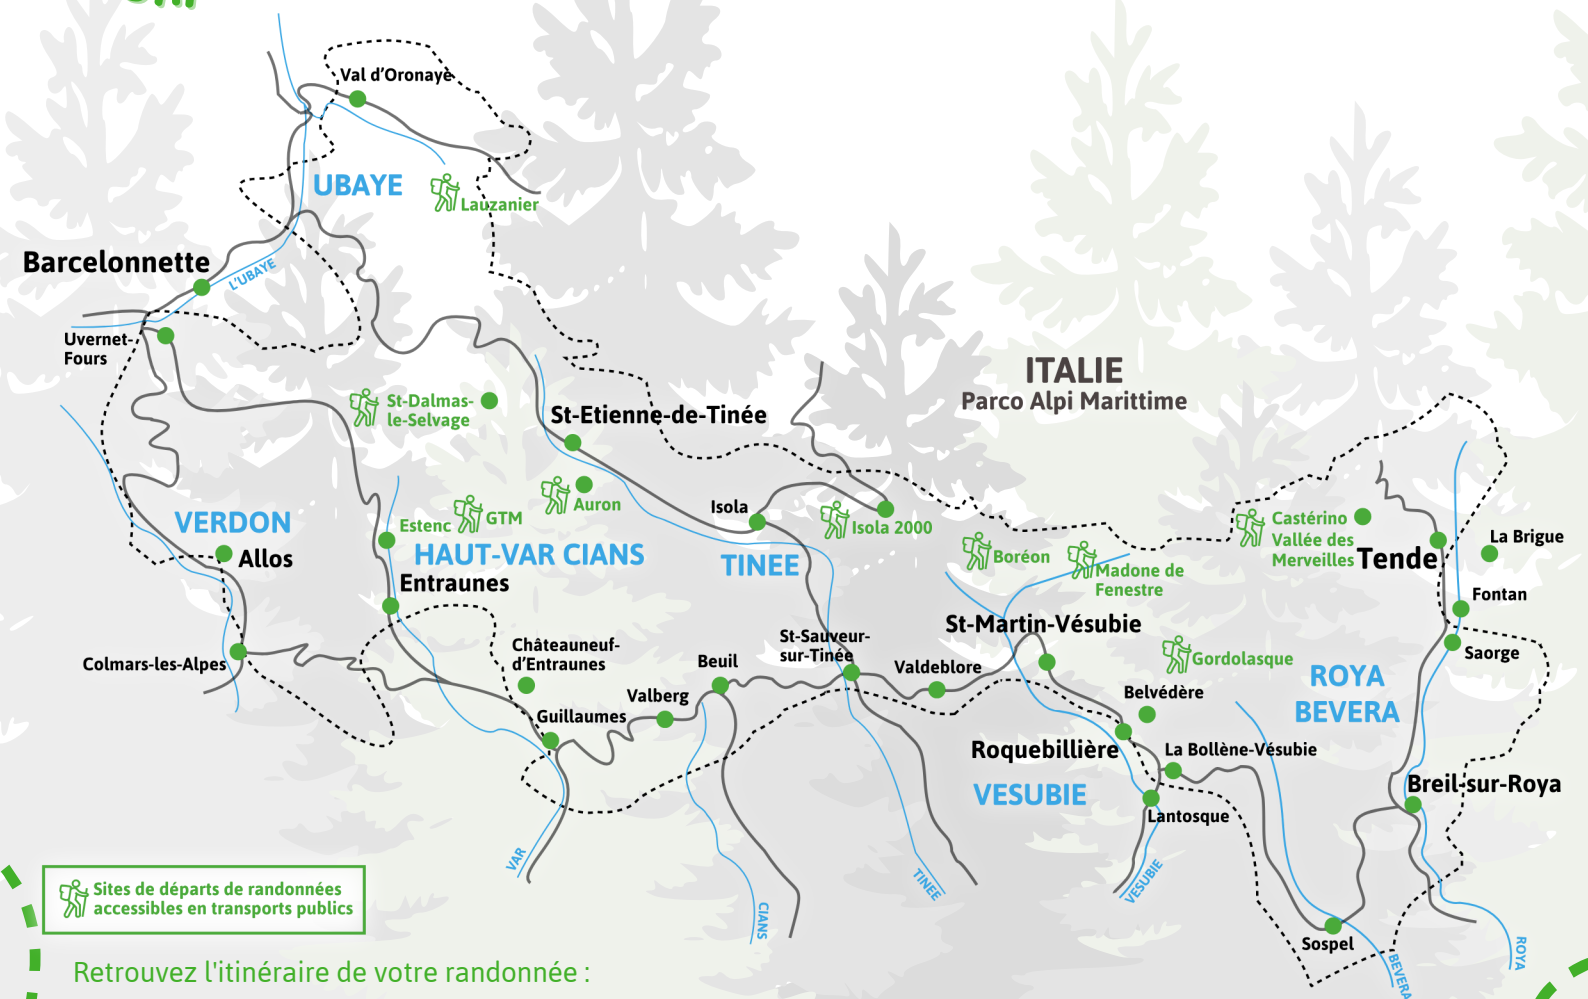 Val d'Oronaye
UBAYE
Lauzanier
Barcelonnette
L'UBAYE
Uvernet-
Fours
ITALIE
Parco Alpi Marittime
St-Dalmas-
le-Selvage
St-Etienne-de-Tinée
Auron
Isola
Isola 2000
VERDON
Estenc
GTM
HAUT-VAR CIANS
Allos
Entraunes
TINEE
Boréon
Madone de
Fenestre
Castérino
Vallée des
Merveilles
Tende
La Brigue
Fontan
Saorge
St-Martin-Vésubie
Gordolasque
ROYA
BEVERA
Colmars-les-Alpes
Châteauneuf-
d'Entraunes
Guillaumes
Valberg
Beuil
St-Sauveur-
sur-Tinée
Valdeblore
Belvédère
Roquebillière
La Bollène-Vésubie
VESUBIE
Lantosque
Breil-sur-Roya
Sospel
VAR
CIANS
TINEE
VESUBIE
BEVERA
ROYA
Sites de départs de randonnées
accessibles en transports publics
Retrouvez l'itinéraire de votre randonnée :